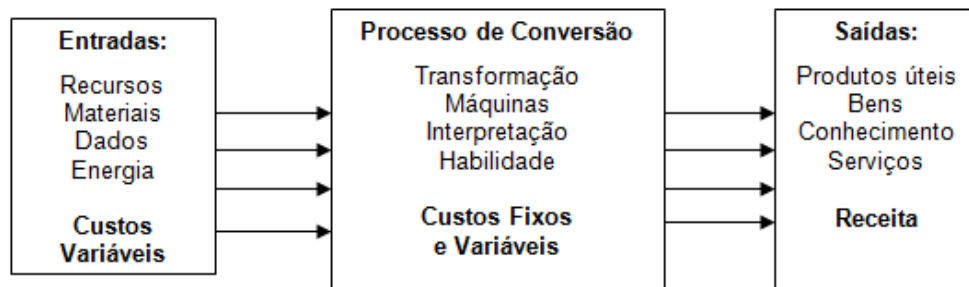 Entradas:
Recursos
Materiais
Dados
Energia
Custos
Variáveis
Processo de Conversão
Transformação
Máquinas
Interpretação
Habilidade
Custos Fixos
e Variáveis
Saídas:
Produtos úteis
Bens
Conhecimento
Serviços
Receita